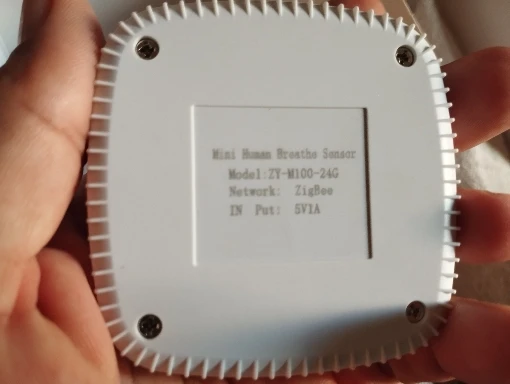 Mini Human Breathe Sensor
Model:ZY-M100-24G
Network: ZigBee
IN Put: 5V1A